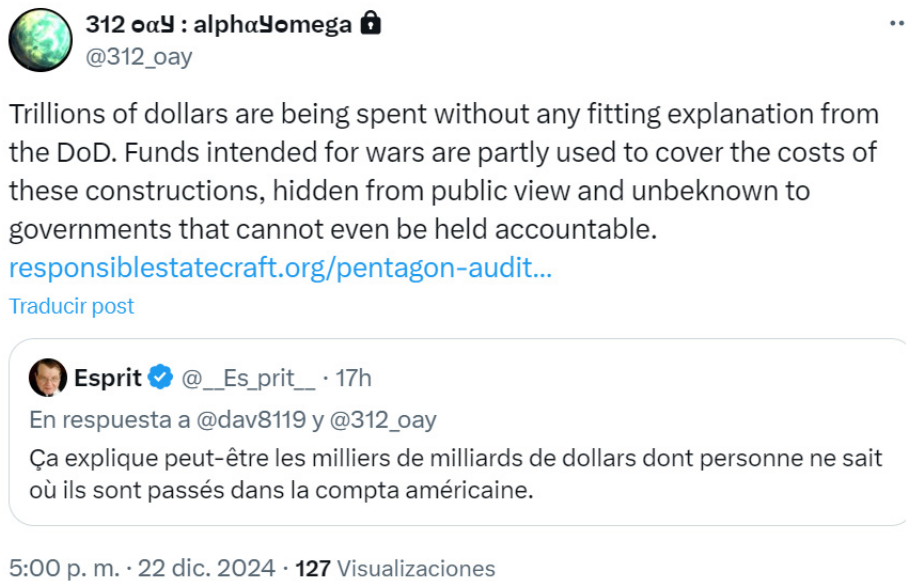 312 oαY : alphαYomega
@312_oay
Trillions of dollars are being spent without any fitting explanation from
the DoD. Funds intended for wars are partly used to cover the costs of
these constructions, hidden from public view and unbeknown to
governments that cannot even be held accountable.
responsiblestatecraft.org/pentagon-audit...
Traducir post
Esprit @__Es_prit__ · 17h
En respuesta a @dav8119 y @312_oay
Ça explique peut-être les milliers de milliards de dollars dont personne ne sait
où ils sont passés dans la compta américaine.
5:00 p. m. · 22 dic. 2024 · 127 Visualizaciones